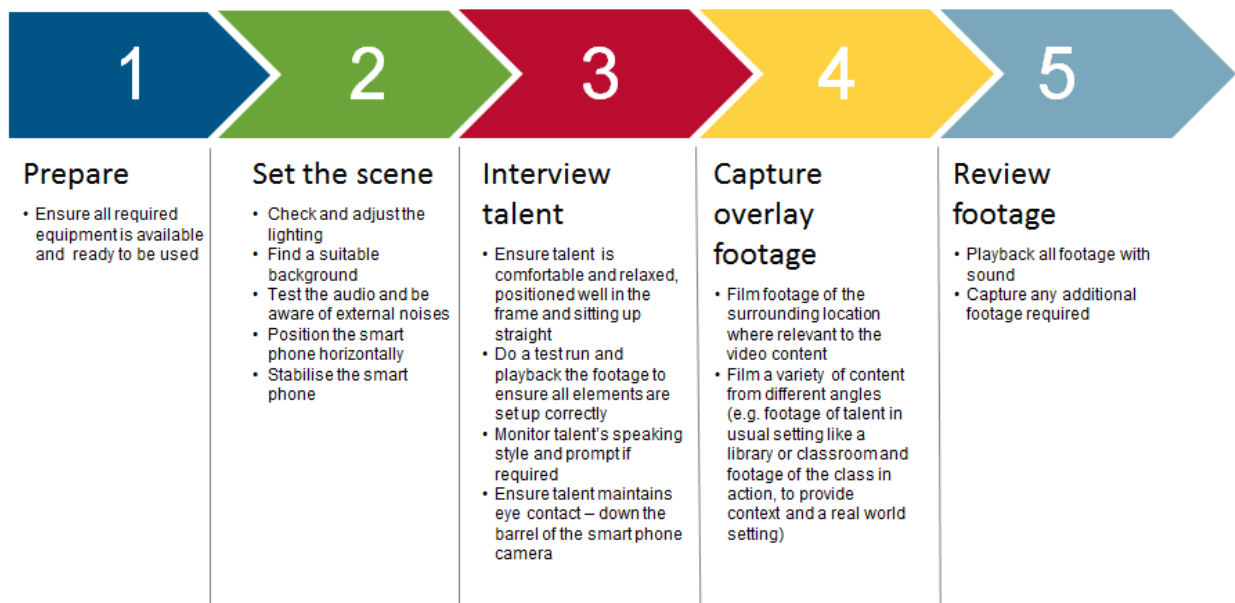 1
2
3
4
5
Prepare
• Ensure all required
equipment is available
and ready to be used
Set the scene
• Check and adjust the
lighting
• Find a suitable
background
• Test the audio and be
aware of external noises
• Position the smart
phone horizontally
• Stabilise the smart
phone
Interview
talent
• Ensure talent is
comfortable and relaxed,
positioned well in the
frame and sitting up
straight
• Do a test run and
playback the footage to
ensure all elements are
set up correctly
• Monitor talent's speaking
style and prompt if
required
• Ensure talent maintains
eye contact – down the
barrel of the smart phone
camera
Capture
overlay
footage
• Film footage of the
surrounding location
where relevant to the
video content
• Film a variety of content
from different angles
(e.g. footage of talent in
usual setting like a
library or classroom and
footage of the class in
action, to provide
context and a real world
setting)
Review
footage
• Playback all footage with
sound
• Capture any additional
footage required